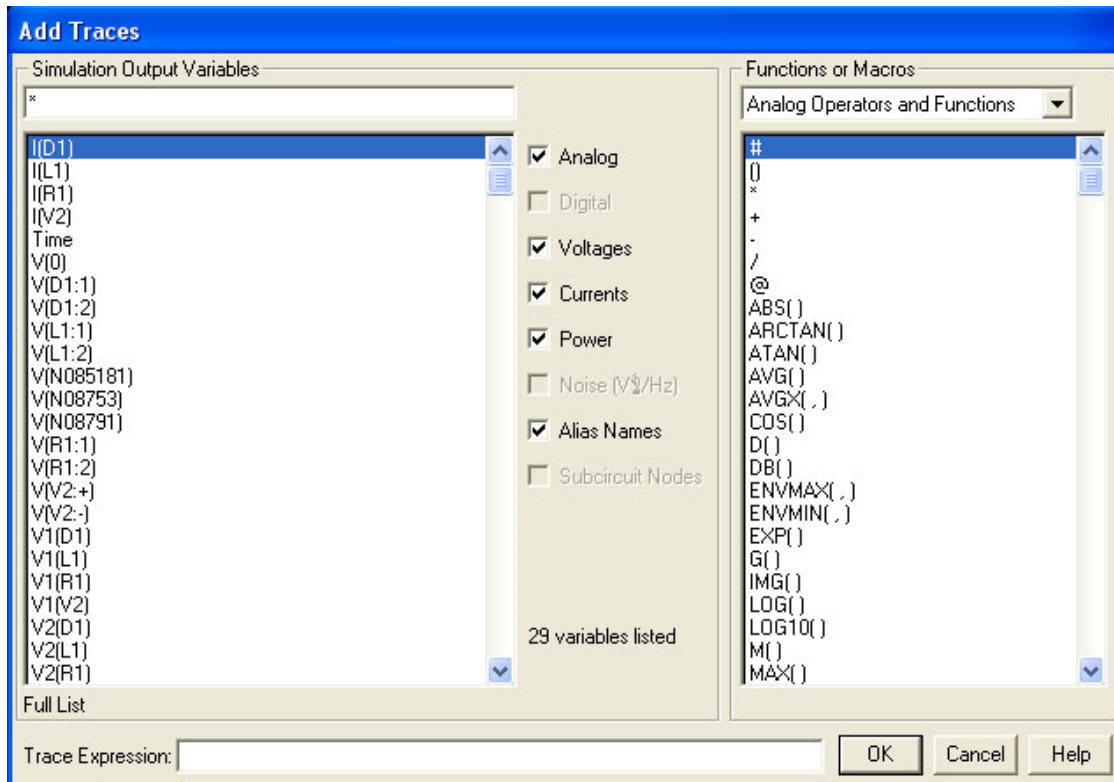 Add Traces
Simulation Output Variables
*
I(D1)
I(L1)
I(R1)
I(V2)
Time
V(0)
V(D1:1)
V(D1:2)
V(L1:1)
V(L1:2)
V(N085181)
V(N08753)
V(N08791)
V(R1:1)
V(R1:2)
V(V2:+)
V(V2:-)
V1(D1)
V1(L1)
V1(R1)
V1(V2)
V2(D1)
V2(L1)
V2(R1)
Full List
Analog
Digital
Voltages
Currents
Power
Noise (V²/Hz)
Alias Names
Subcircuit Nodes
29 variables listed
Functions or Macros
Analog Operators and Functions
#
()
*
+
-
/
@
ABS( )
ARCTAN( )
ATAN( )
AVG( )
AVGX( , )
COS( )
D( )
DB( )
ENVMAX( , )
ENVMIN( , )
EXP( )
G( )
IMG( )
LOG( )
LOG10( )
M( )
MAX( )
Trace Expression:
OK
Cancel
Help